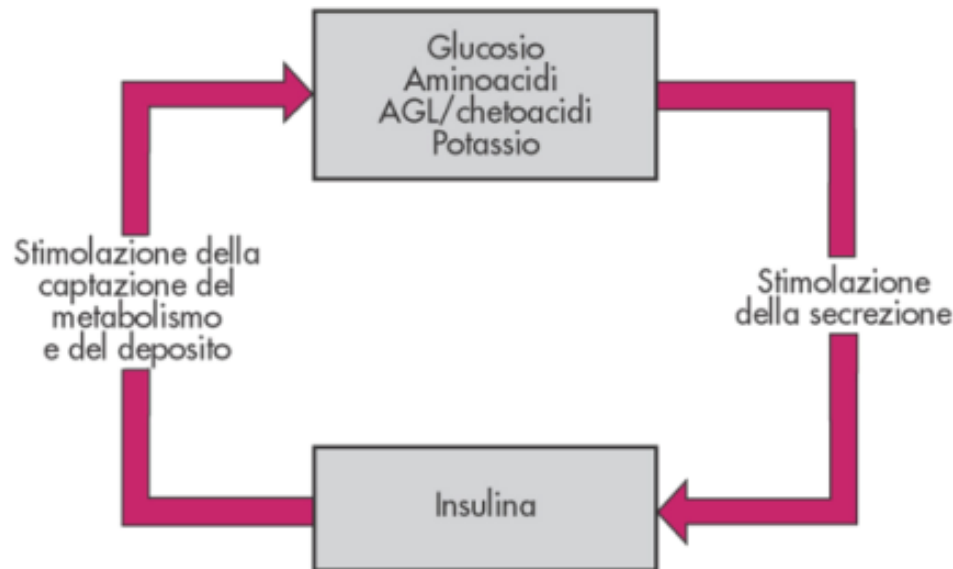 Glucosio
Aminoacidi
AGL/chetoacidi
Potassio
Stimolazione della
captazione del
metabolismo
e del deposito
Stimolazione
della secrezione
Insulina